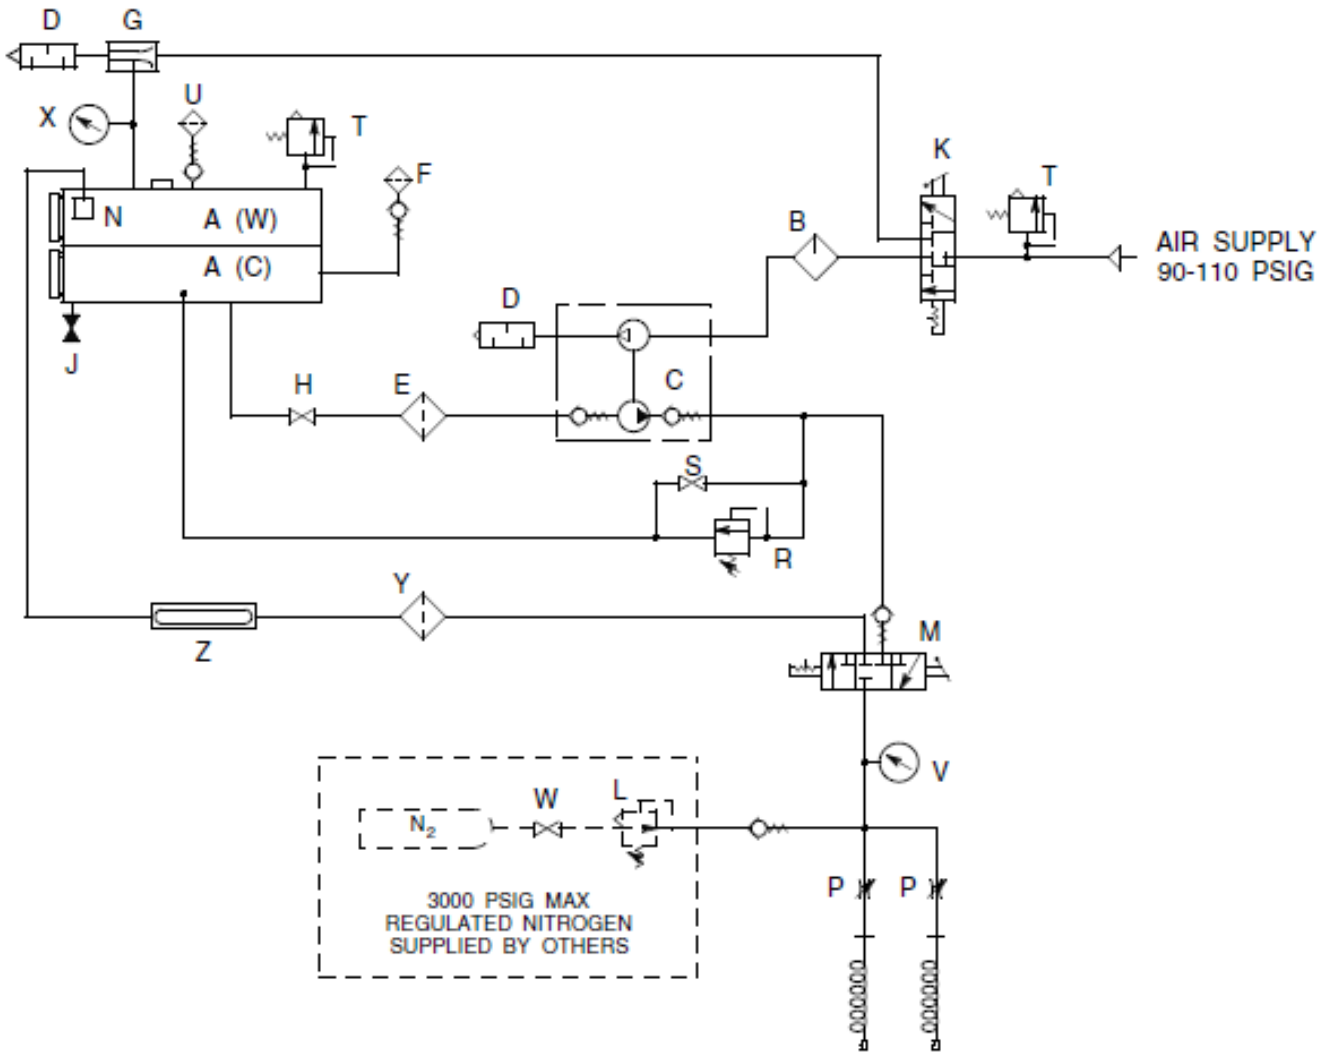 D G
X U T
F
K
T
N A (W)
B
AIR SUPPLY
90-110 PSIG
A (C)
D
J
H E C
S
R
Y
Z
M
V
L
W
N2
P P
3000 PSIG MAX
REGULATED NITROGEN
SUPPLIED BY OTHERS